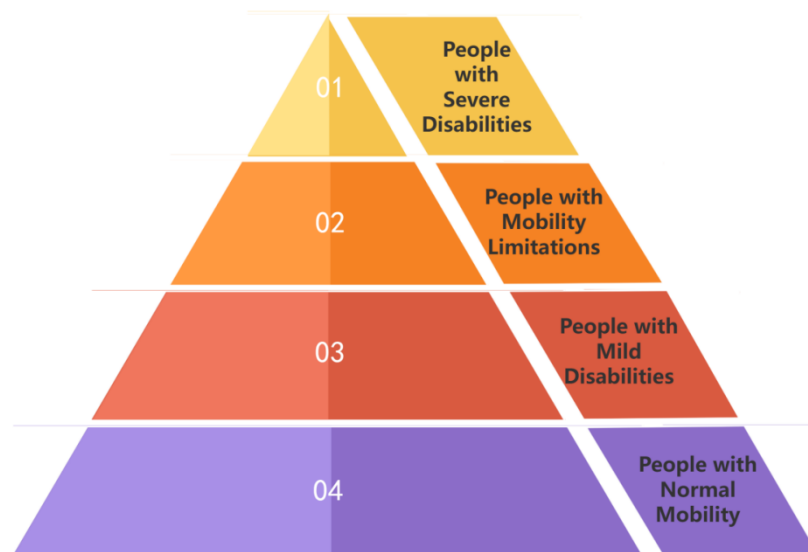 01
People
with
Severe
Disabilities
02
People with
Mobility
Limitations
03
People with
Mild
Disabilities
04
People with
Normal
Mobility